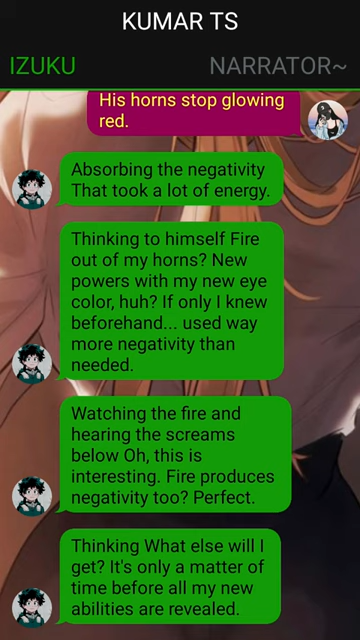 KUMAR TS
IZUKU
NARRATOR~
His horns stop glowing
red.
Absorbing the negativity
That took a lot of energy.
Thinking to himself Fire
out of my horns? New
powers with my new eye
color, huh? If only I knew
beforehand... used way
more negativity than
needed.
Watching the fire and
hearing the screams
below Oh, this is
interesting. Fire produces
negativity too? Perfect.
Thinking What else will I
get? It's only a matter of
time before all my new
abilities are revealed.